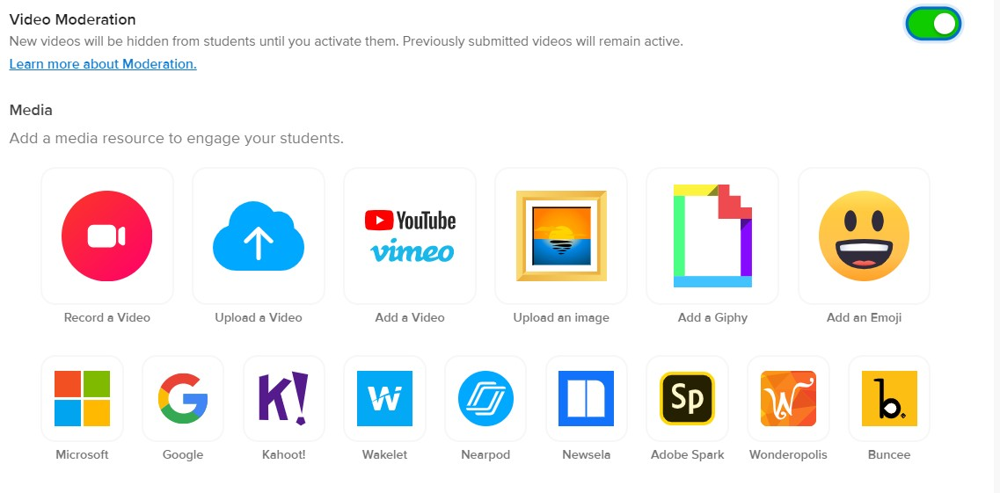 Video Moderation
New videos will be hidden from students until you activate them. Previously submitted videos will remain active.
Learn more about Moderation.
Media
Add a media resource to engage your students.
YouTube
vimeo
Record a Video Upload a Video Add a Video Upload an image Add a Giphy Add an Emoji
G K! W Sp W b.
Microsoft Google Kahoot! Wakelet Nearpod Newsela Adobe Spark Wonderopolis Buncee